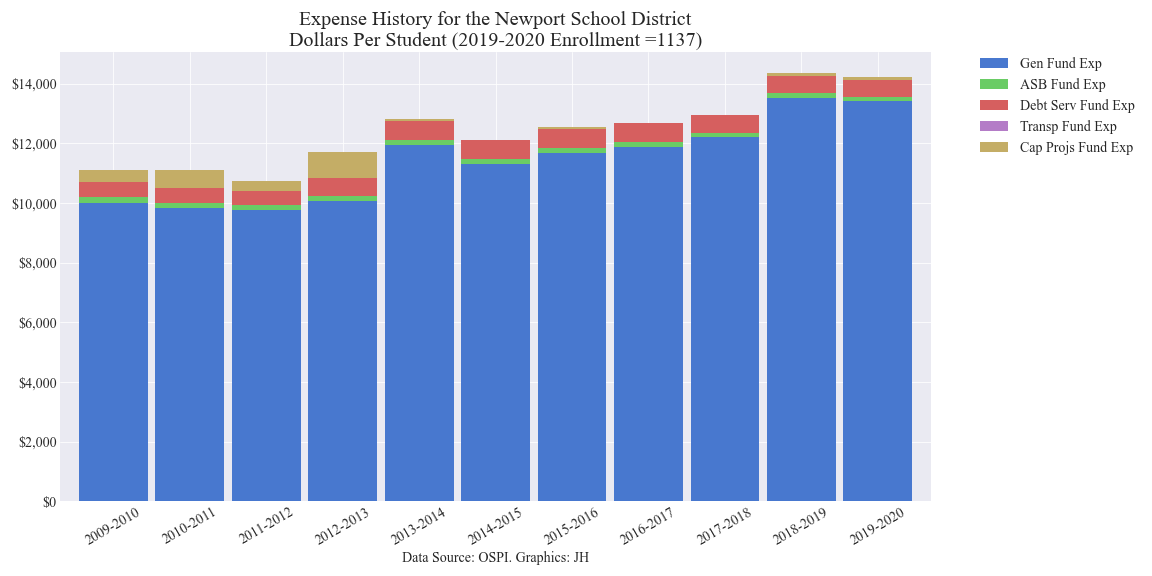 Expense History for the Newport School District
Dollars Per Student (2019-2020 Enrollment =1137)
$14,000
$12,000
$10,000
$8,000
$6,000
$4,000
$2,000
$0
2009-2010
2010-2011
2011-2012
2012-2013
2013-2014
2014-2015
2015-2016
2016-2017
2017-2018
2018-2019
2019-2020
Data Source: OSPI. Graphics: JH
Gen Fund Exp
ASB Fund Exp
Debt Serv Fund Exp
Transp Fund Exp
Cap Projs Fund Exp